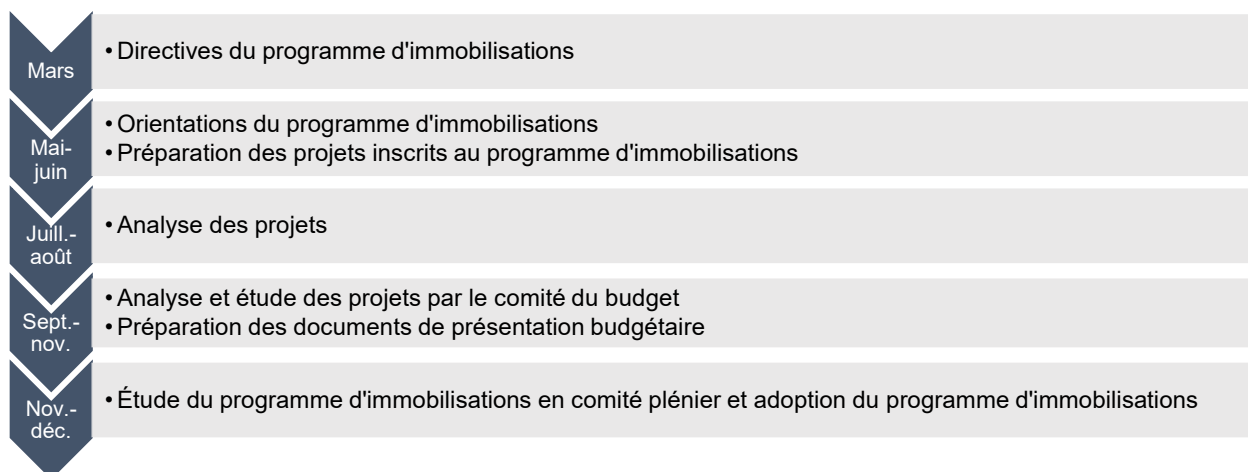 Mars
• Directives du programme d'immobilisations
Mai-
juin
• Orientations du programme d'immobilisations
• Préparation des projets inscrits au programme d'immobilisations
Juill.-
août
• Analyse des projets
Sept.-
nov.
• Analyse et étude des projets par le comité du budget
• Préparation des documents de présentation budgétaire
Nov.-
déc.
• Étude du programme d'immobilisations en comité plénier et adoption du programme d'immobilisations